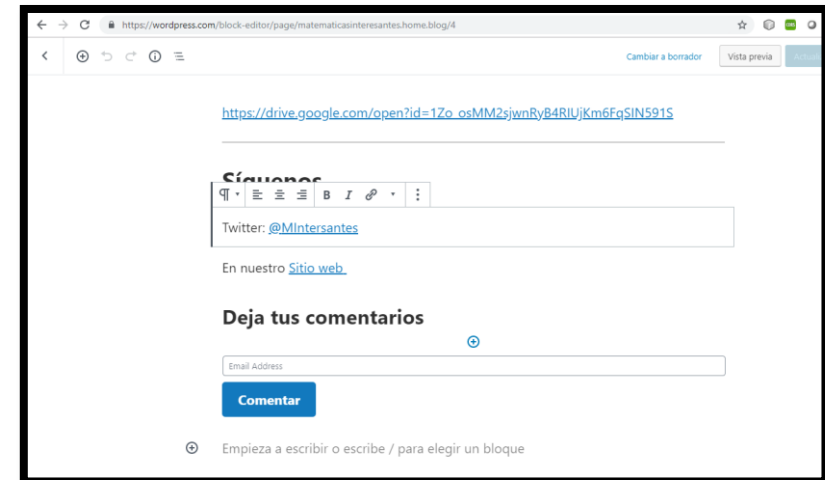 https://wordpress.com/block-editor/page/matematicasinteresantes.home.blog/4
Cambiar a borrador
Vista previa
https://drive.google.com/open?id=1Zo_osMM2sjwnRyB4RIUjKm6FqSIN591S
Síguenos
B I
Twitter: @MIntersantes
En nuestro Sitio web
Deja tus comentarios
Email Address
Comentar
Empieza a escribir o escribe / para elegir un bloque